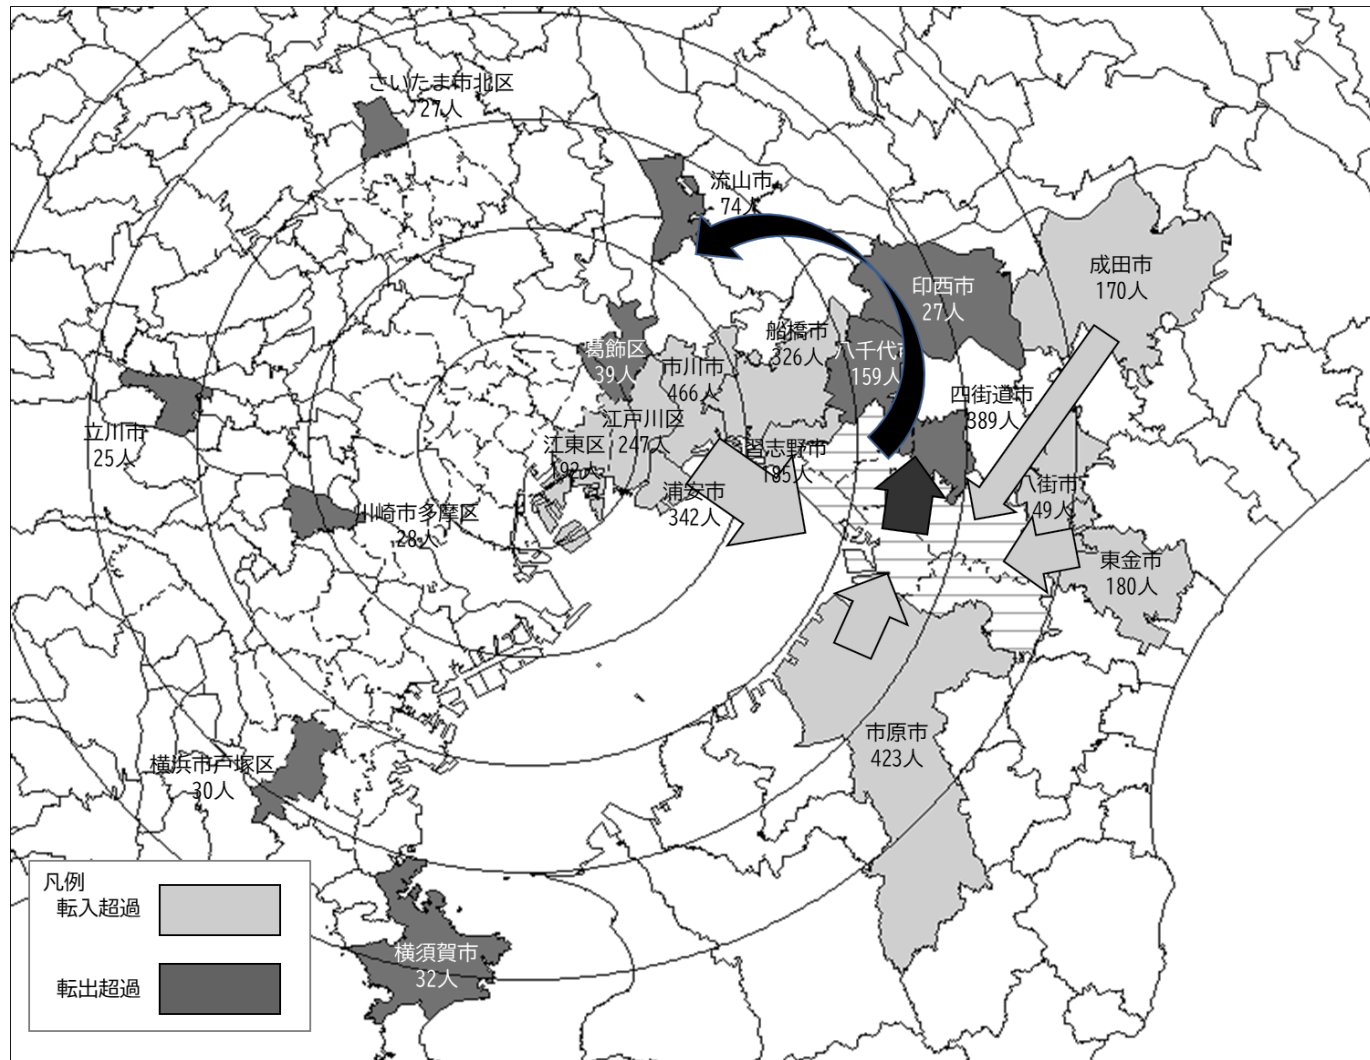 さいたま市北区
27人
流山市
74人
成田市
170人
印西市
27人
船橋市
326人
八千代市
159人
葛飾区
39人
市川市
466人
四街道市
389人
江戸川区
247人
江東区
192人
習志野市
185人
浦安市
342人
八街市
149人
東金市
180人
立川市
25人
川崎市多摩区
28人
市原市
423人
横浜市戸塚区
30人
横須賀市
32人
凡例
転入超過
転出超過